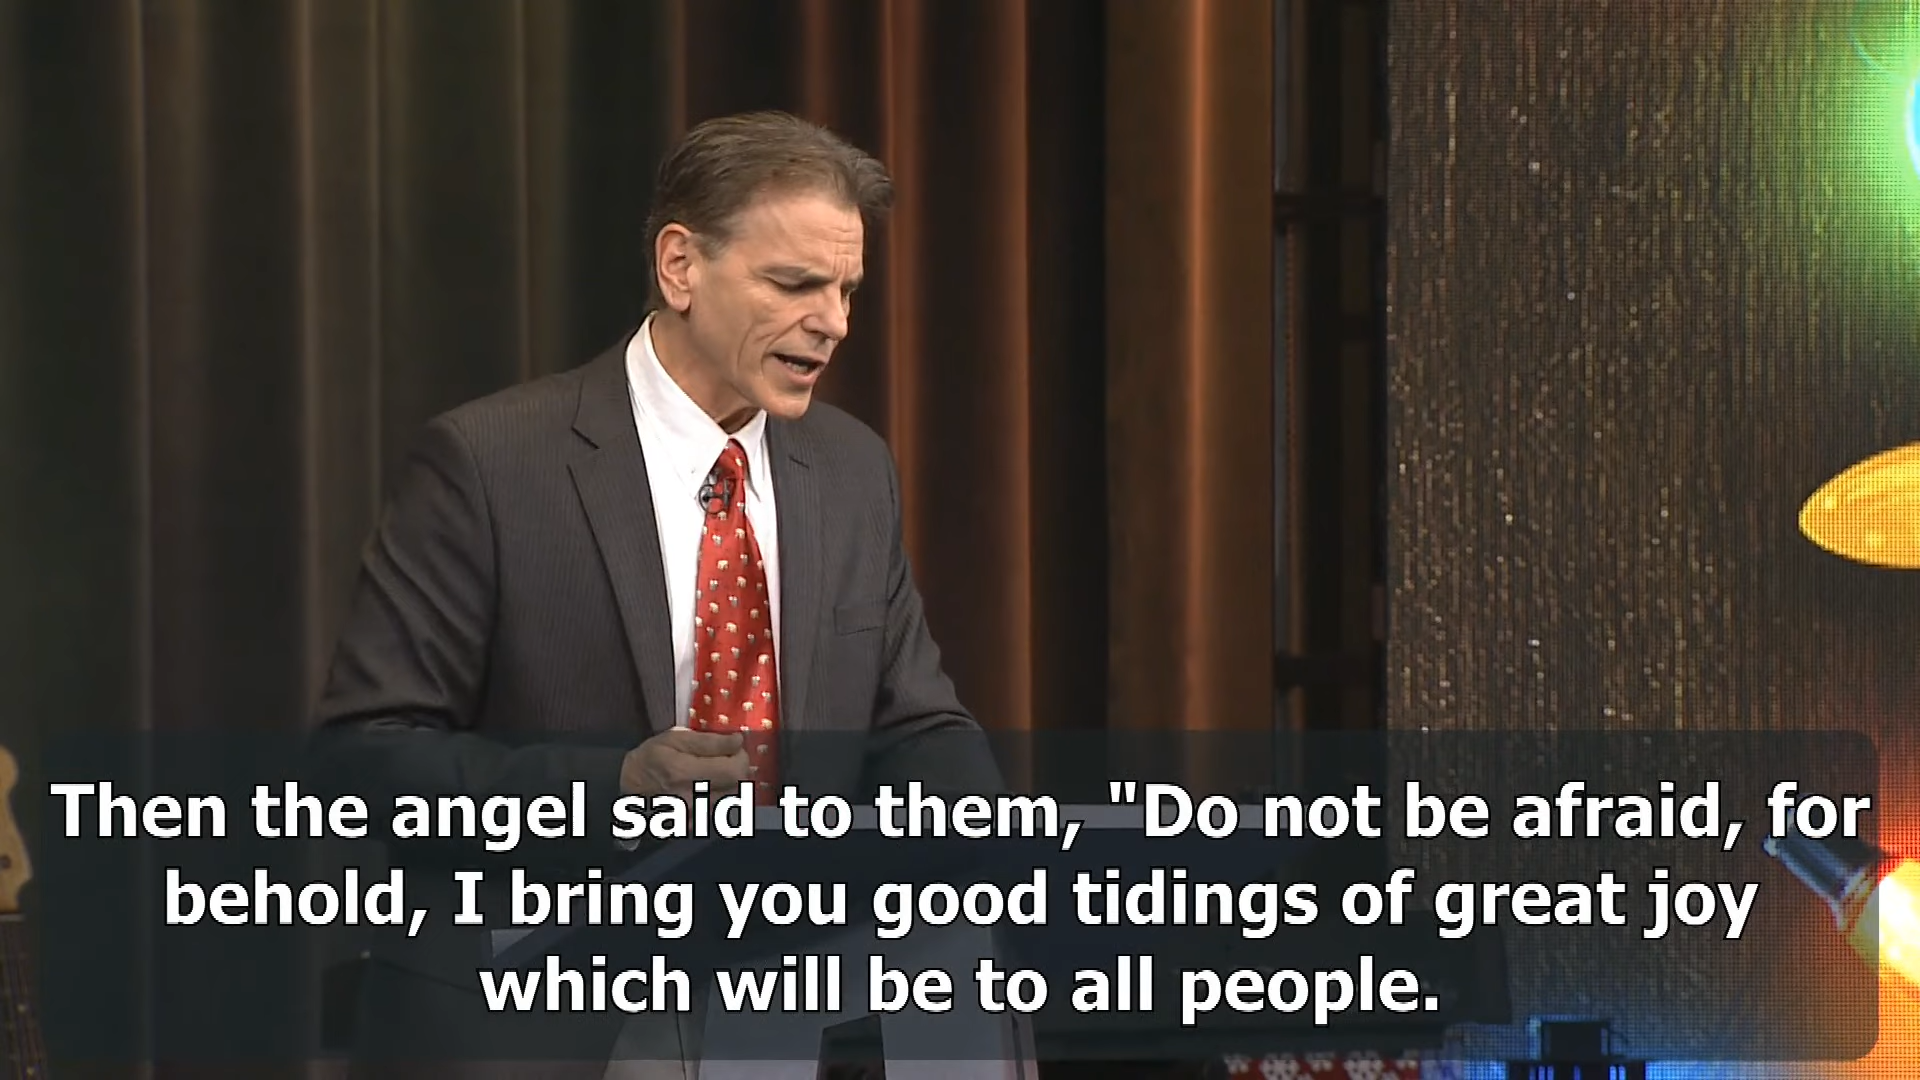 Then the angel said to them, "Do not be afraid, for
behold, I bring you good tidings of great joy
which will be to all people.